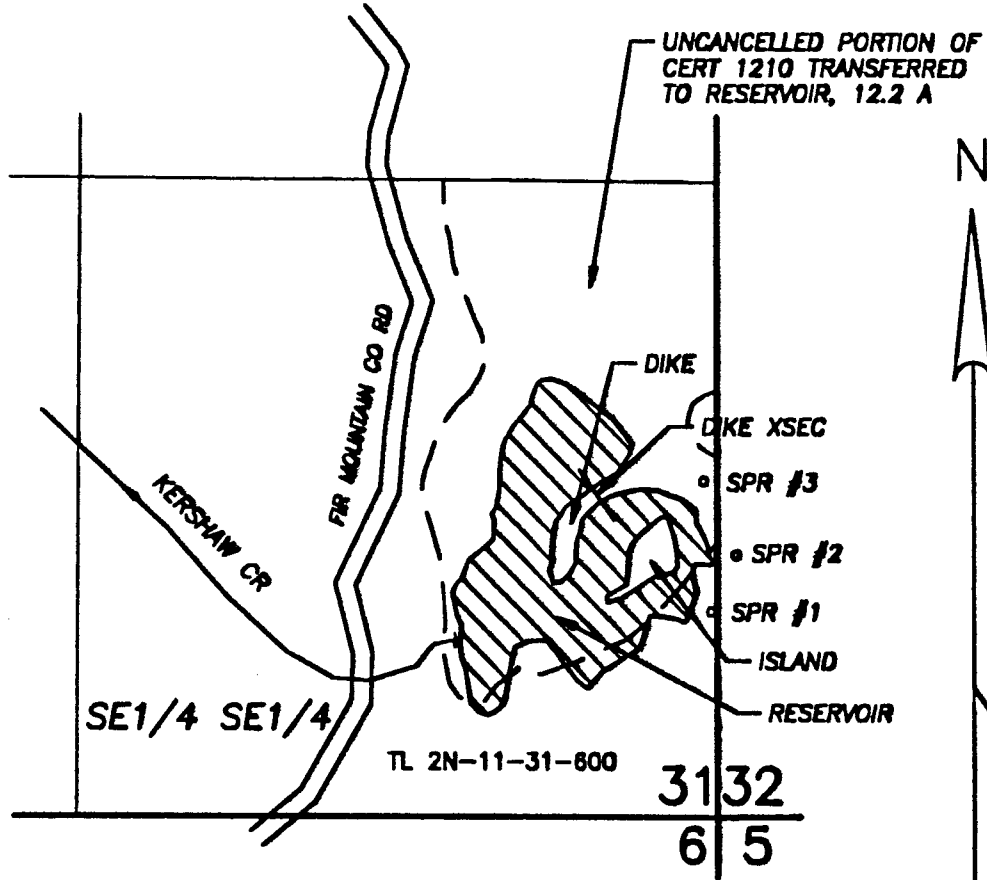 UNCANCELLED PORTION OF
CERT 1210 TRANSFERRED
TO RESERVOIR, 12.2 A
N
DIKE
DIKE XSEC
FIR MOUNTAIN CO RD
SPR #3
KERSHAW CR
SPR #2
SPR #1
ISLAND
SE1/4 SE1/4
RESERVOIR
TL 2N-11-31-600
31 32
6 5